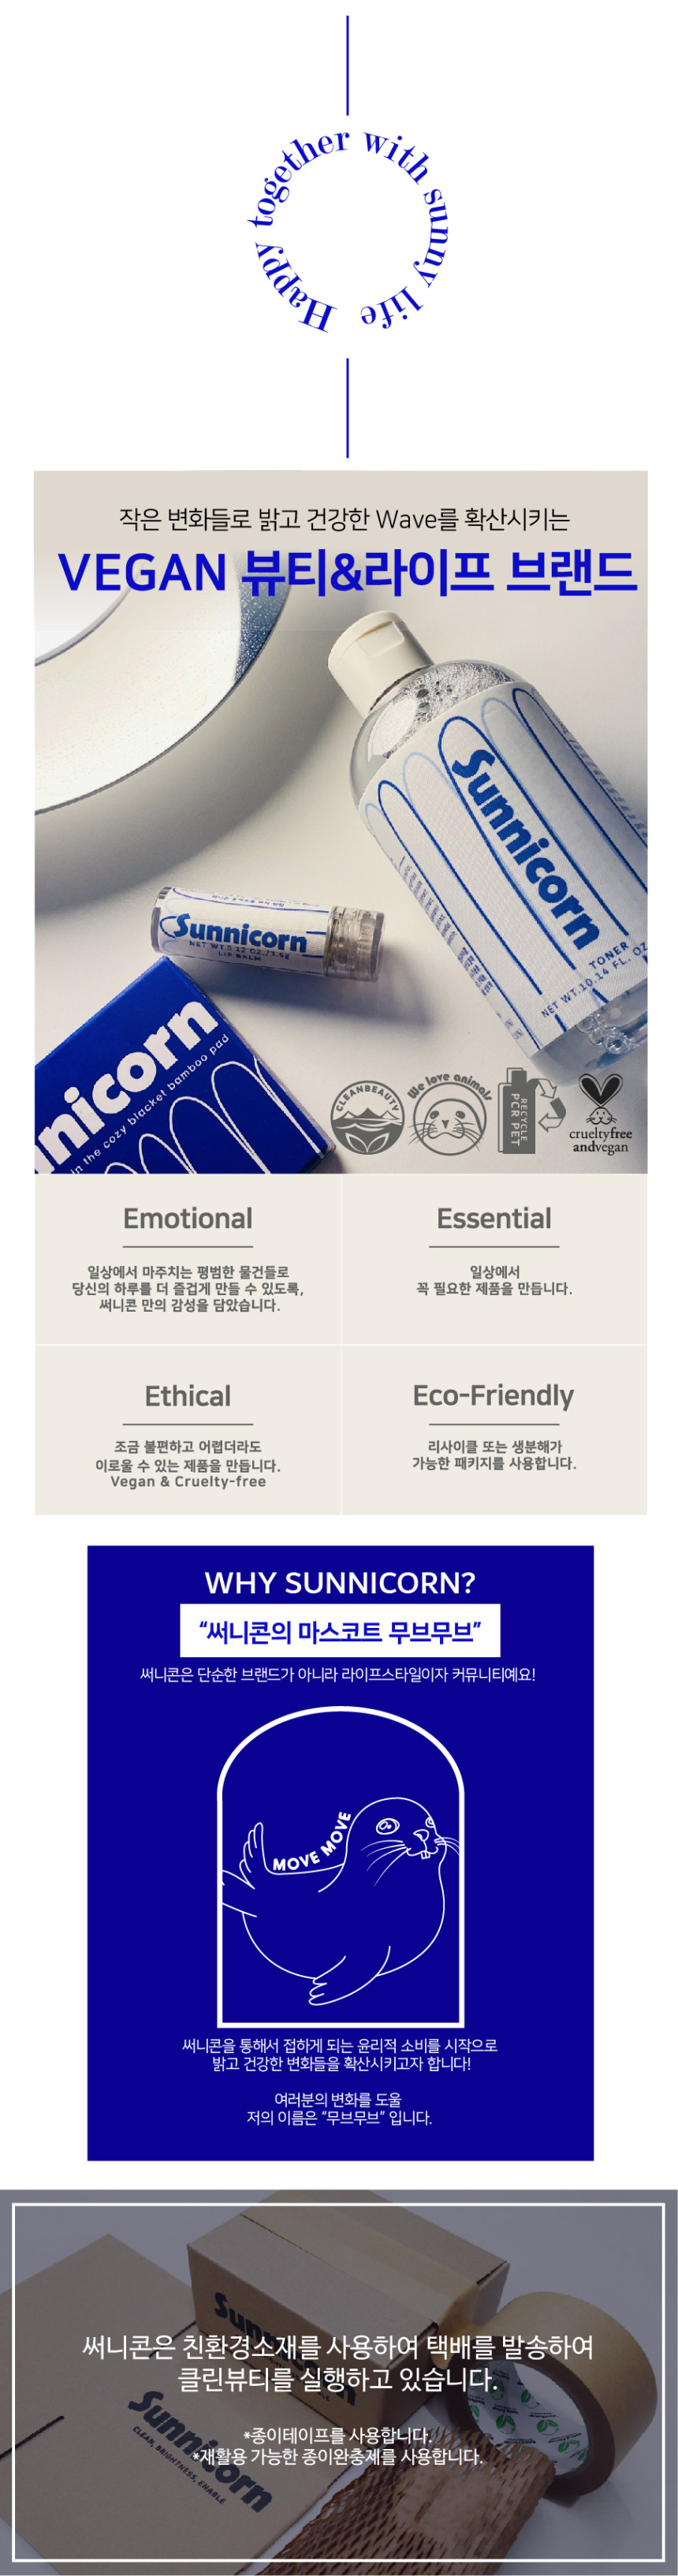 Happy together with sunny life
작은 변화들로 밝고 건강한 Wave를 확산시키는
VEGAN 뷰티&라이프 브랜드
Sunnicorn
TONER
NET WT.10.14 FL. OZ
Sunnicorn
NET WT.0.12 OZ./3.5g
LIP BALM
nicorn
in the cozy blacket bamboo pad
CLEANBEAUTY
We love animals
RECYCLE
PCR PET
crueltyfree
andvegan
Emotional
일상에서 마주치는 평범한 물건들로
당신의 하루를 더 즐겁게 만들 수 있도록,
써니콘 만의 감성을 담았습니다.
Essential
일상에서
꼭 필요한 제품을 만듭니다.
Ethical
조금 불편하고 어렵더라도
이로울 수 있는 제품을 만듭니다.
Vegan & Cruelty-free
Eco-Friendly
리사이클 또는 생분해가
가능한 패키지를 사용합니다.
WHY SUNNICORN?
“써니콘의 마스코트 무브무브”
써니콘은 단순한 브랜드가 아니라 라이프스타일이자 커뮤니티예요!
MOVE MOVE
써니콘을 통해서 접하게 되는 윤리적 소비를 시작으로
밝고 건강한 변화들을 확산시키고자 합니다!
여러분의 변화를 도울
저의 이름은 “무브무브” 입니다.
써니콘은 친환경소재를 사용하여 택배를 발송하여
클린뷰티를 실행하고 있습니다.
*종이테이프를 사용합니다.
*재활용 가능한 종이완충제를 사용합니다.
Sunnicorn
CLEAN, BRIGHTNESS, ENABLE